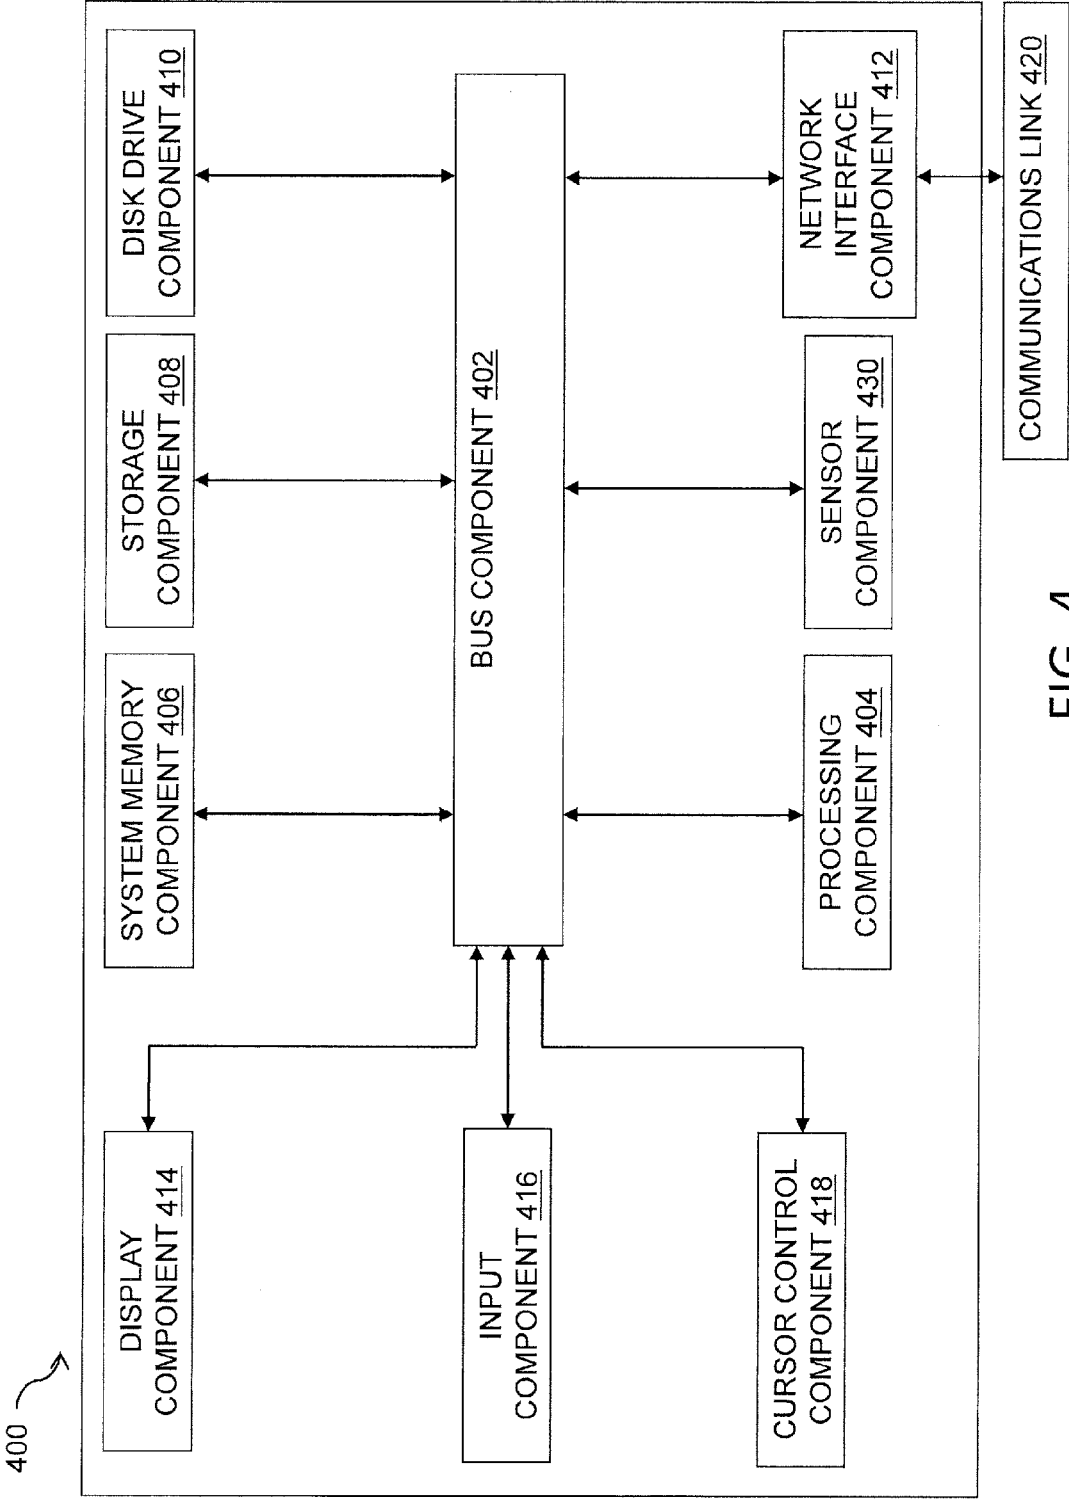 400
DISPLAY
COMPONENT 414
SYSTEM MEMORY
COMPONENT 406
STORAGE
COMPONENT 408
DISK DRIVE
COMPONENT 410
INPUT
COMPONENT 416
BUS COMPONENT 402
CURSOR CONTROL
COMPONENT 418
PROCESSING
COMPONENT 404
SENSOR
COMPONENT 430
NETWORK
INTERFACE
COMPONENT 412
COMMUNICATIONS LINK 420
FIG. 4